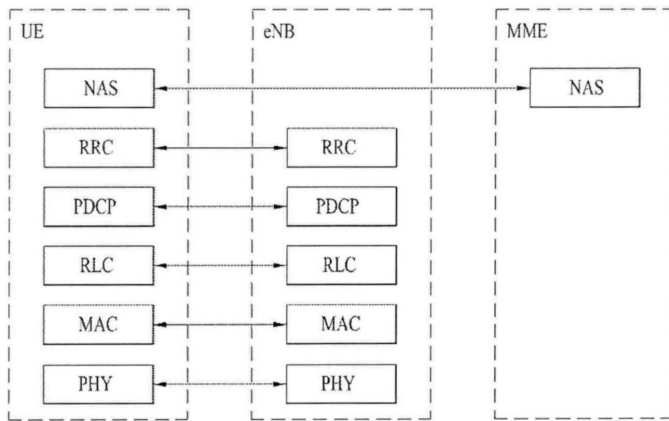 UE eNB MME
NAS NAS
RRC RRC
PDCP PDCP
RLC RLC
MAC MAC
PHY PHY